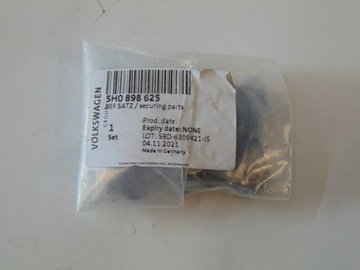 VOLKSWAGEN
GROUP
5H0 898 625
BEF.SATZ / securing parts
1
Set
Prod. date:
Expiry date: NONE
LOT: SBD-6309421-IS
04.11.2021
Made in Germany